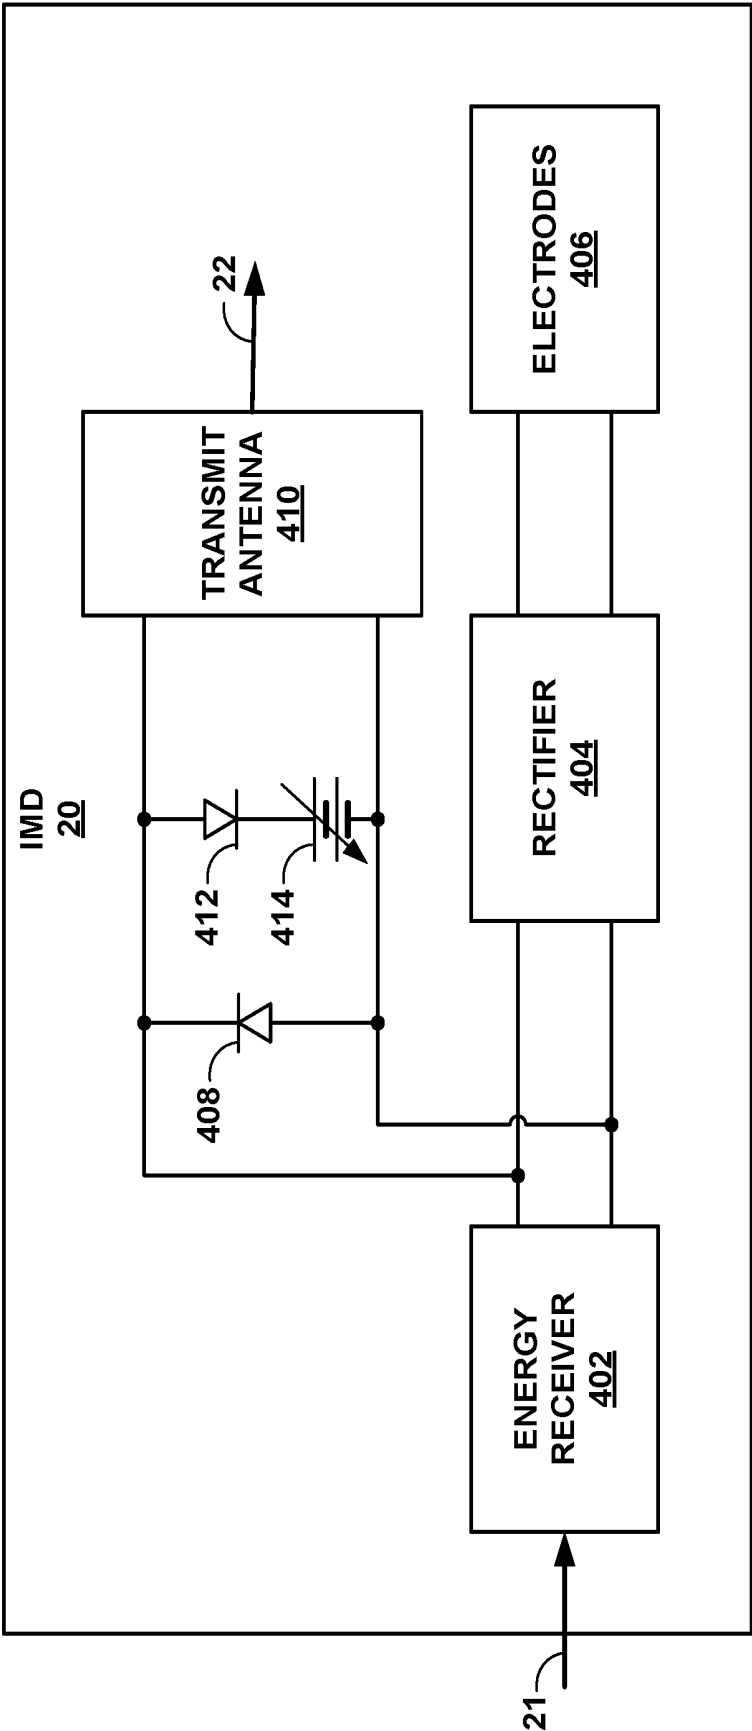 IMD
20
22
TRANSMIT
ANTENNA
410
412
414
408
21
ENERGY
RECEIVER
402
RECTIFIER
404
ELECTRODES
406